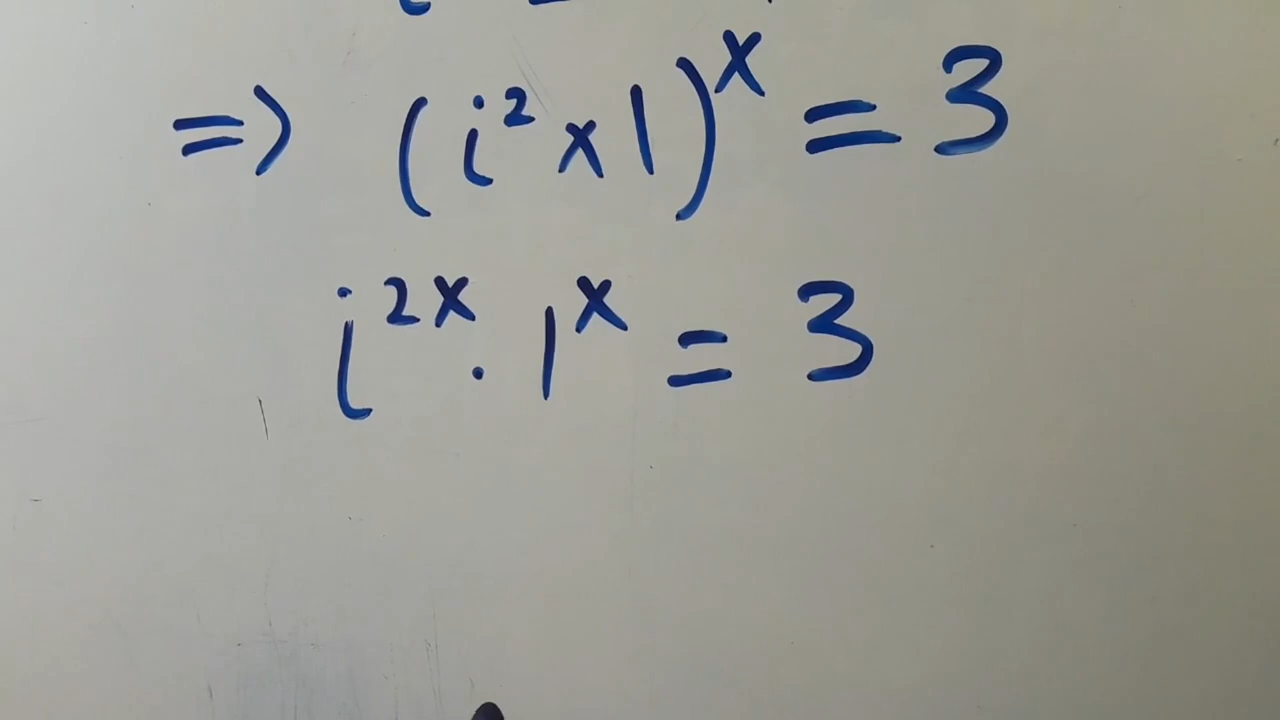 => (i² x 1)ˣ = 3
i²ˣ . 1ˣ = 3